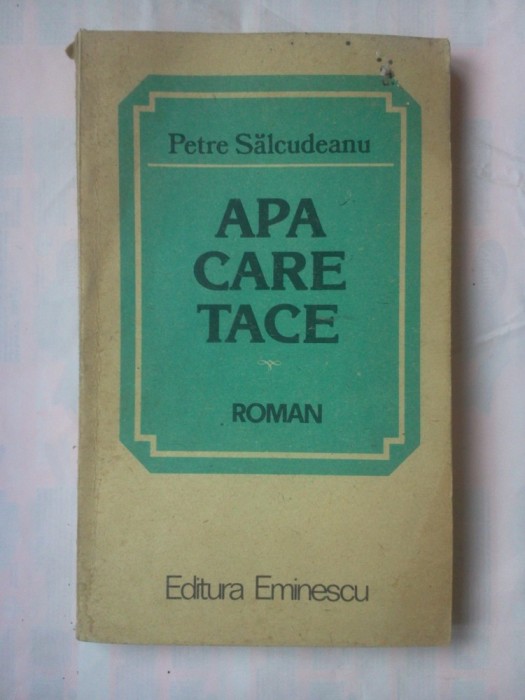 Petre Sălcudeanu
APA
CARE
TACE
ROMAN
Editura Eminescu